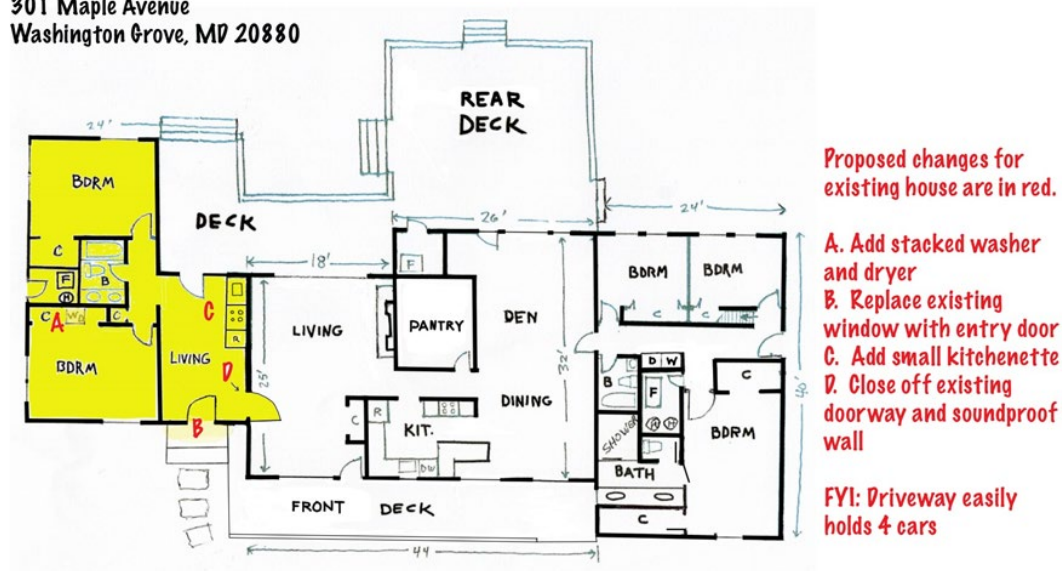 301 Maple Avenue
Washington Grove, MD 20880
REAR
DECK
24'
BDRM
DECK
26'
24'
C
B
F
H
C
WD
C
A
BDRM
C
R
LIVING
D
B
18'
F
LIVING
PANTRY
DEN
25'
32'
DINING
C
R
KIT.
DW
FRONT DECK
44
BDRM
BDRM
C
C
D W
B
C
F
H H
SHOWER
BDRM
BATH
C
40'
Proposed changes for
existing house are in red.
A. Add stacked washer
and dryer
B. Replace existing
window with entry door
C. Add small kitchenette
D. Close off existing
doorway and soundproof
wall
FYI: Driveway easily
holds 4 cars